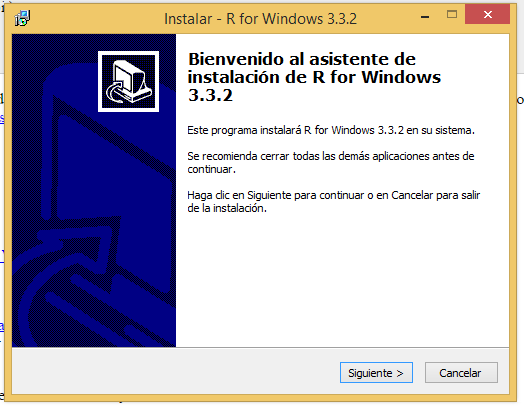 Instalar - R for Windows 3.3.2
Bienvenido al asistente de
instalación de R for Windows
3.3.2
Este programa instalará R for Windows 3.3.2 en su sistema.
Se recomienda cerrar todas las demás aplicaciones antes de
continuar.
Haga clic en Siguiente para continuar o en Cancelar para salir
de la instalación.
Siguiente >
Cancelar